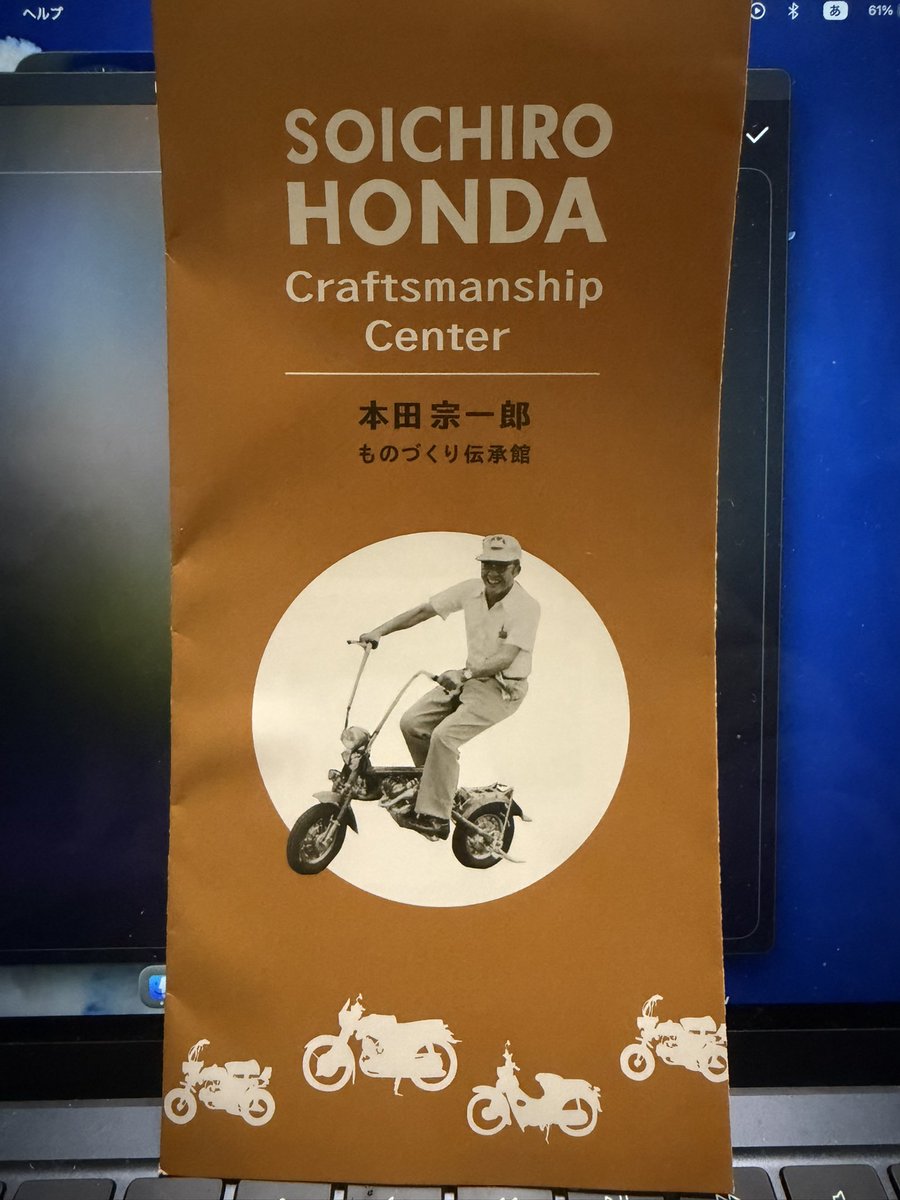 ヘルプ
あ
61%
SOICHIRO
HONDA
Craftsmanship
Center
本田宗一郎
ものづくり伝承館